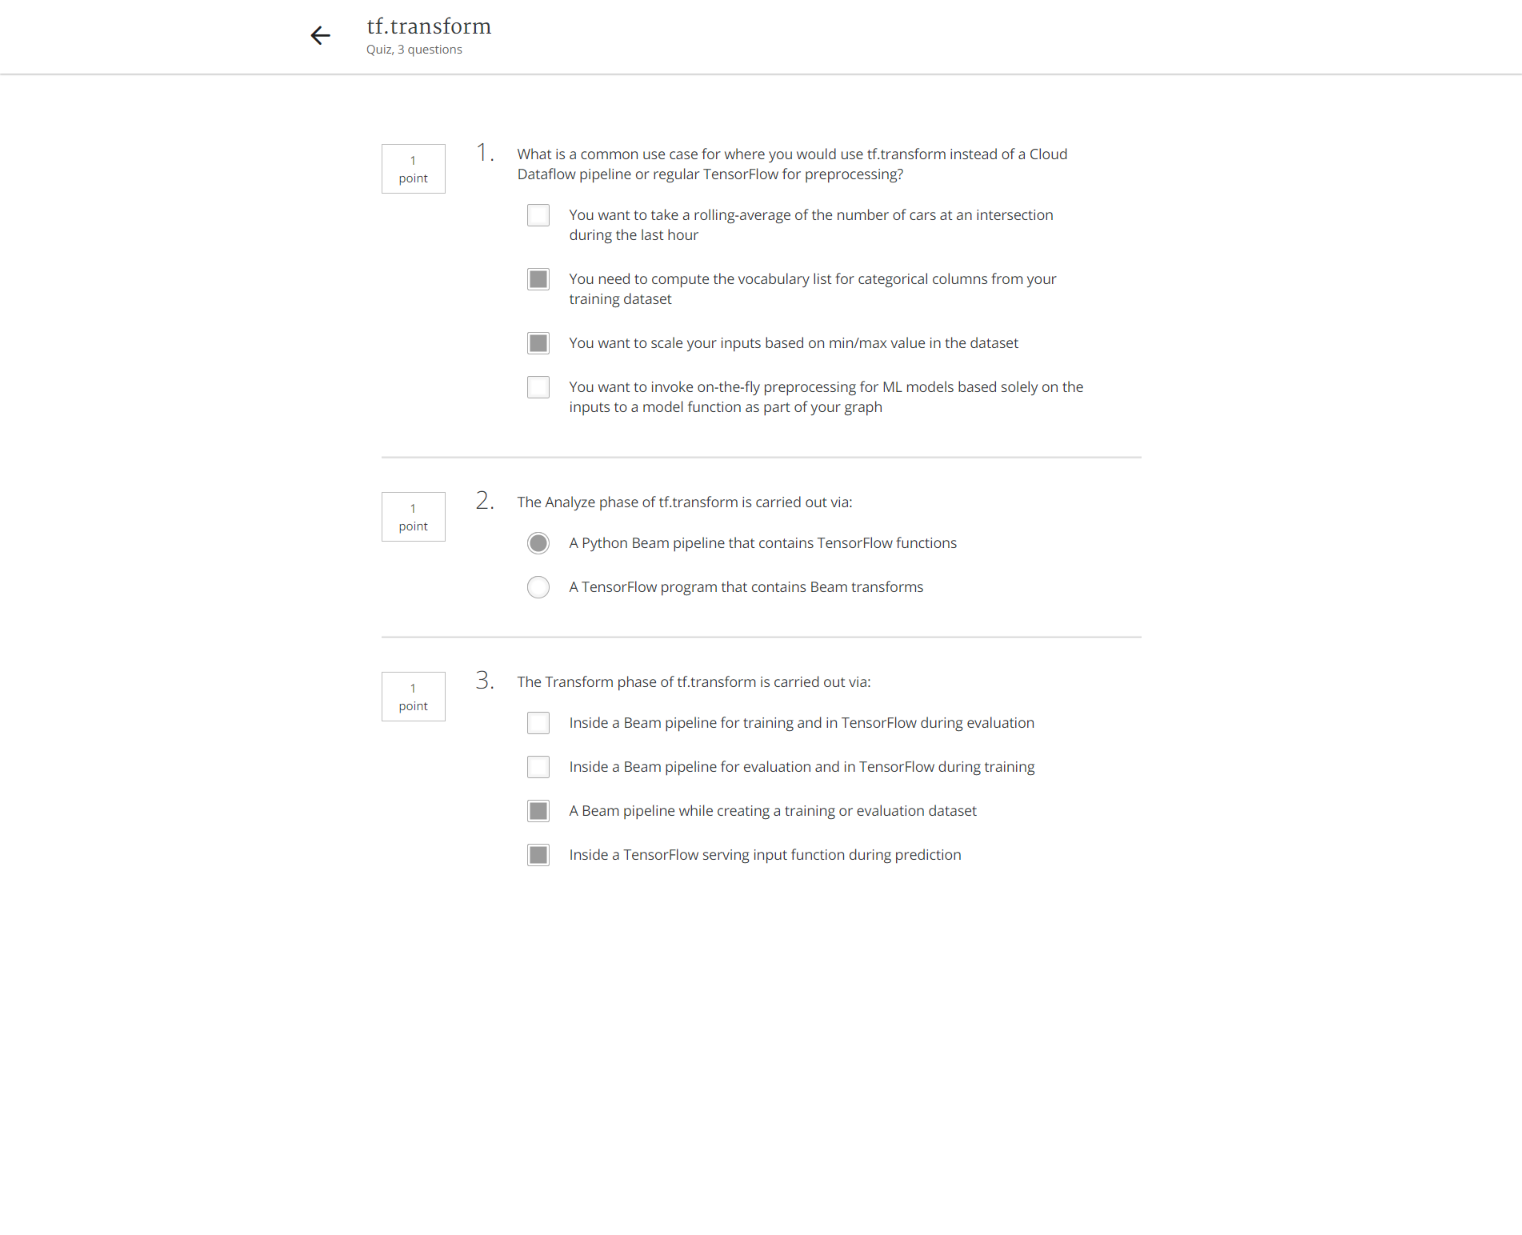 tf.transform
Quiz, 3 questions
1
point
1.
What is a common use case for where you would use tf.transform instead of a Cloud
Dataflow pipeline or regular TensorFlow for preprocessing?
You want to take a rolling-average of the number of cars at an intersection
during the last hour
You need to compute the vocabulary list for categorical columns from your
training dataset
You want to scale your inputs based on min/max value in the dataset
You want to invoke on-the-fly preprocessing for ML models based solely on the
inputs to a model function as part of your graph
1
point
2.
The Analyze phase of tf.transform is carried out via:
A Python Beam pipeline that contains TensorFlow functions
A TensorFlow program that contains Beam transforms
1
point
3.
The Transform phase of tf.transform is carried out via:
Inside a Beam pipeline for training and in TensorFlow during evaluation
Inside a Beam pipeline for evaluation and in TensorFlow during training
A Beam pipeline while creating a training or evaluation dataset
Inside a TensorFlow serving input function during prediction